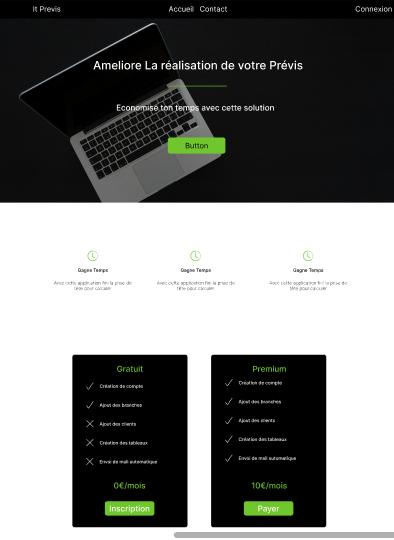 It Previs
Accueil Contact
Connexion
Ameliore La réalisation de votre Prévis
Economise ton temps avec cette solution
Button
Gagne Temps
Avec cette application fini la prise de
tête pour calculer
Gagne Temps
Avec cette application fini la prise de
tête pour calculer
Gagne Temps
Avec cette application fini la prise de
tête pour calculer
Gratuit
Création de compte
Ajout des branches
Ajout des clients
Création des tableaux
Envoi de mail automatique
0€/mois
Inscription
Premium
Création de compte
Ajout des branches
Ajout des clients
Création des tableaux
Envoi de mail automatique
10€/mois
Payer